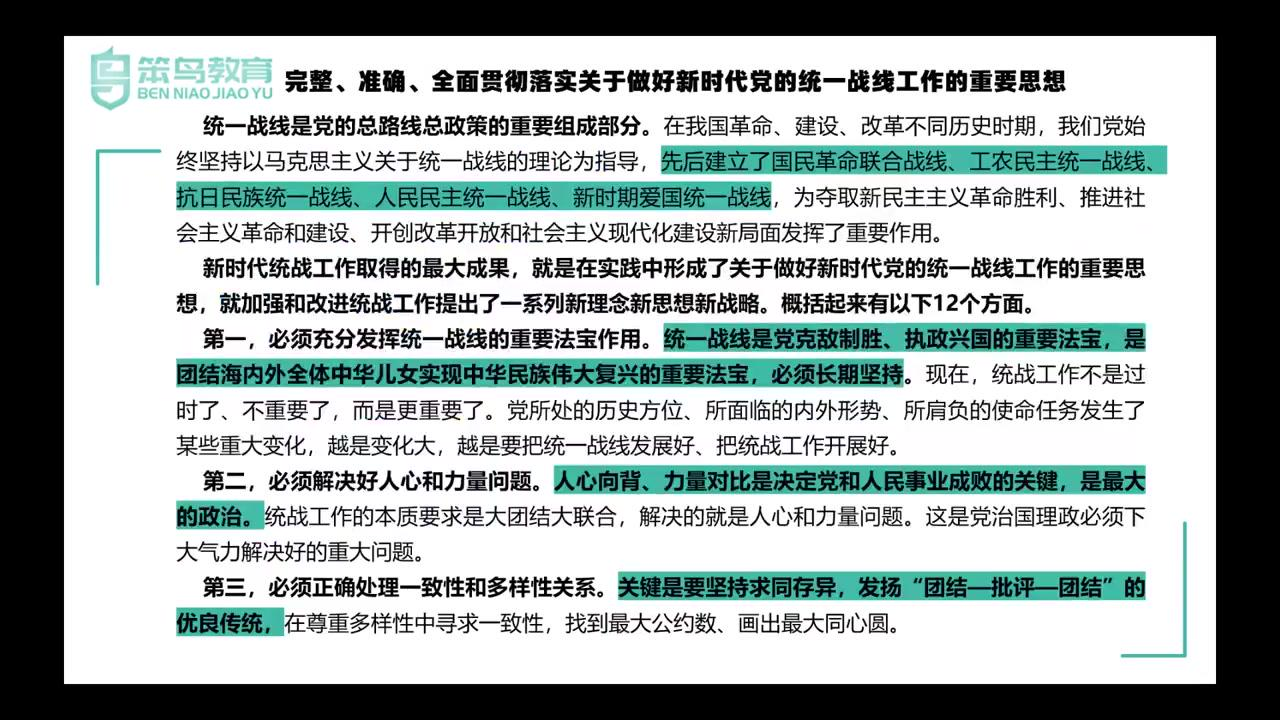 笨鸟教育
BEN NIAO JIAO YU
完整、准确、全面贯彻落实关于做好新时代党的统一战线工作的重要思想
统一战线是党的总路线总政策的重要组成部分。在我国革命、建设、改革不同历史时期，我们党始
终坚持以马克思主义关于统一战线的理论为指导，先后建立了国民革命联合战线、工农民主统一战线、
抗日民族统一战线、人民民主统一战线、新时期爱国统一战线，为夺取新民主主义革命胜利、推进社
会主义革命和建设、开创改革开放和社会主义现代化建设新局面发挥了重要作用。
新时代统战工作取得的最大成果，就是在实践中形成了关于做好新时代党的统一战线工作的重要思
想，就加强和改进统战工作提出了一系列新理念新思想新战略。概括起来有以下12个方面。
第一，必须充分发挥统一战线的重要法宝作用。统一战线是党克敌制胜、执政兴国的重要法宝，是
团结海内外全体中华儿女实现中华民族伟大复兴的重要法宝，必须长期坚持。现在，统战工作不是过
时了、不重要了，而是更重要了。党所处的历史方位、所面临的内外形势、所肩负的使命任务发生了
某些重大变化，越是变化大，越是要把统一战线发展好、把统战工作开展好。
第二，必须解决好人心和力量问题。人心向背、力量对比是决定党和人民事业成败的关键，是最大
的政治。统战工作的本质要求是大团结大联合，解决的就是人心和力量问题。这是党治国理政必须下
大气力解决好的重大问题。
第三，必须正确处理一致性和多样性关系。关键是要坚持求同存异，发扬“团结—批评—团结”的
优良传统，在尊重多样性中寻求一致性，找到最大公约数、画出最大同心圆。